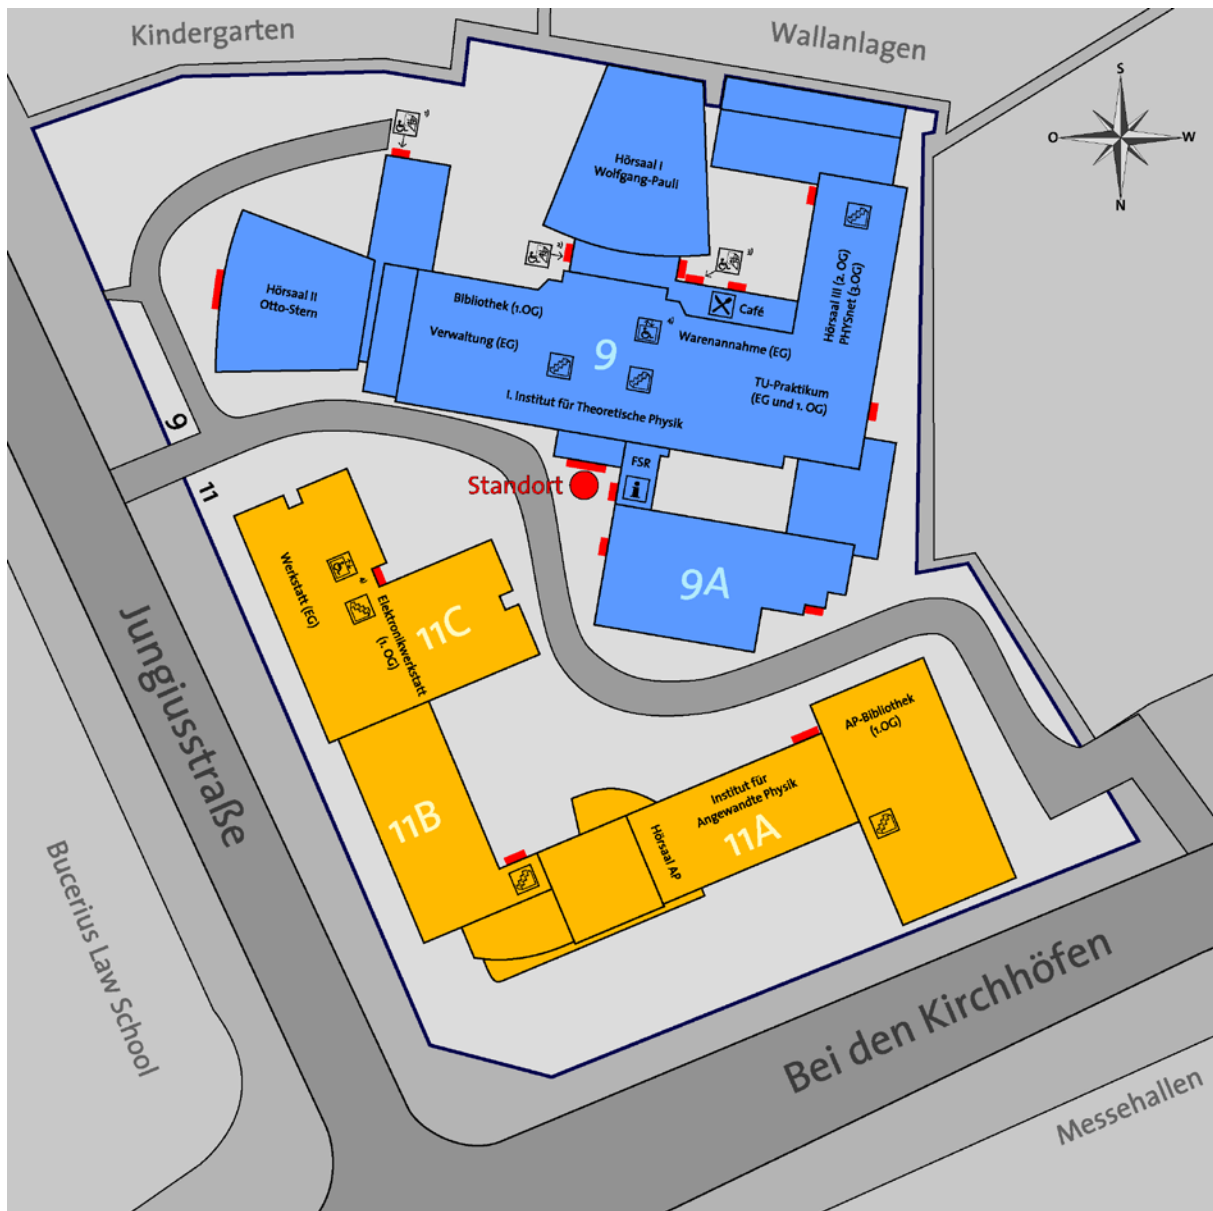 Kindergarten
Wallanlagen
S
O
W
N
Hörsaal I
Wolfgang-Pauli
Hörsaal II
Otto-Stern
Bibliothek (1.OG)
Verwaltung (EG)
9
Café
Warenannahme (EG)
Hörsaal III (2. OG)
PHYSnet (3.OG)
TU-Praktikum
(EG und 1. OG)
I. Institut für Theoretische Physik
FSR
i
Standort
9
11
9A
Werkstatt (EG)
Elektronikwerkstatt
(1. OG)
11C
Jungiusstraße
11B
AP-Bibliothek
(1.OG)
Institut für
Angewandte Physik
11A
Hörsaal AP
Bucerius Law School
Bei den Kirchhöfen
Messehallen